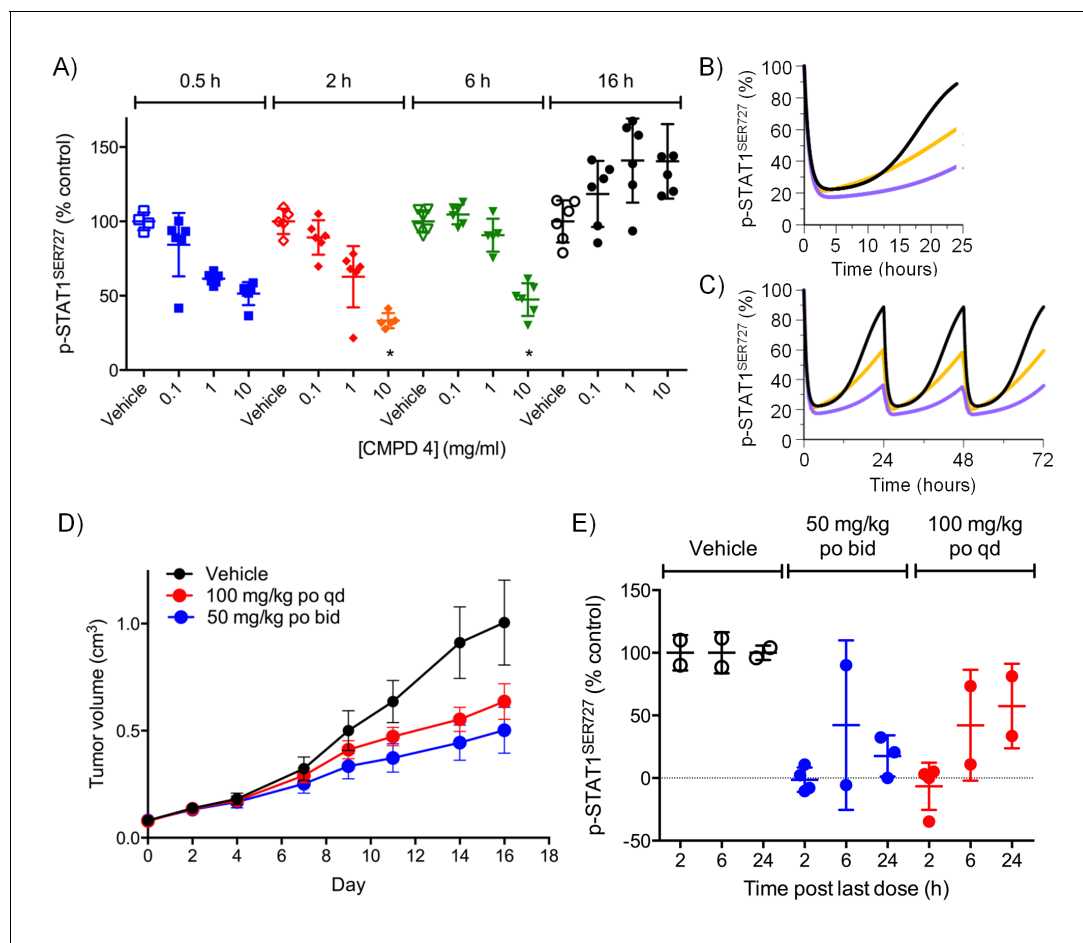 A)
0.5 h
2 h
6 h
16 h
p-STAT1SER727 (% control)
150
100
50
0
Vehicle
0.1
1
10
Vehicle
0.1
1
10
Vehicle
0.1
1
10
Vehicle
0.1
1
10
*
*
[CMPD 4] (mg/ml)
B)
p-STAT1SER727 (%)
100
80
60
40
20
0
0 5 10 15 20 25
Time (hours)
C)
p-STAT1SER727 (%)
100
80
60
40
20
0
0 24 48 72
Time (hours)
D)
Vehicle
100 mg/kg po qd
50 mg/kg po bid
Tumor volume (cm3)
1.0
0.5
0.0
0 2 4 6 8 10 12 14 16 18
Day
E)
Vehicle
50 mg/kg
po bid
100 mg/kg
po qd
p-STAT1SER727 (% control)
150
100
50
0
-50
2 6 24 2 6 24 2 6 24
Time post last dose (h)